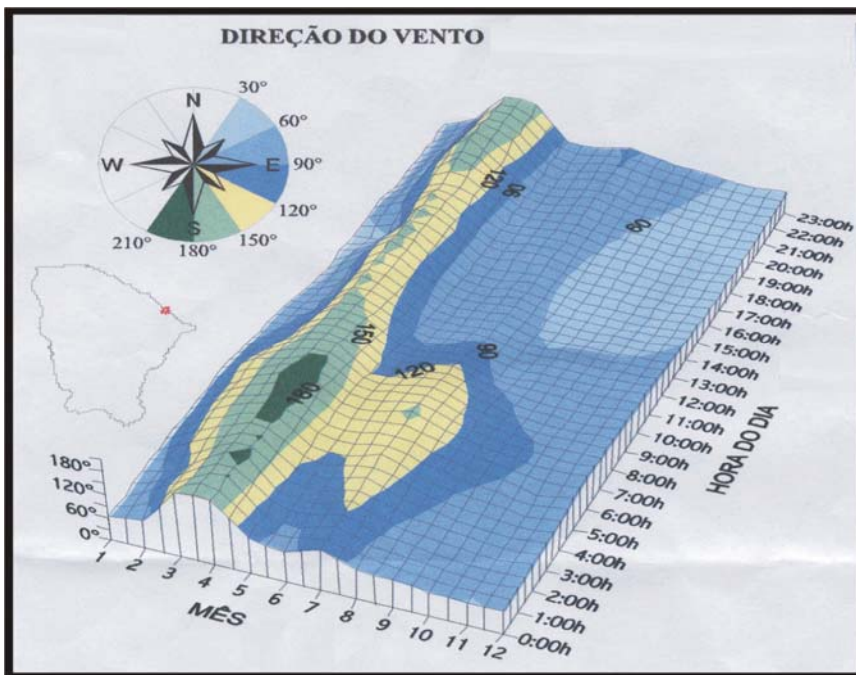 DIREÇÃO DO VENTO
N
30°
60°
W
E
90°
120°
S
210°
180°
150°
120
90
60
150
90
120
180
180°
120°
60°
0°
1
2
3
4
5
6
7
8
9
10
11
12
MÊS
23:00h
22:00h
21:00h
20:00h
19:00h
18:00h
17:00h
16:00h
15:00h
14:00h
13:00h
12:00h
11:00h
10:00h
9:00h
8:00h
7:00h
6:00h
5:00h
4:00h
3:00h
2:00h
1:00h
0:00h
HORA DO DIA